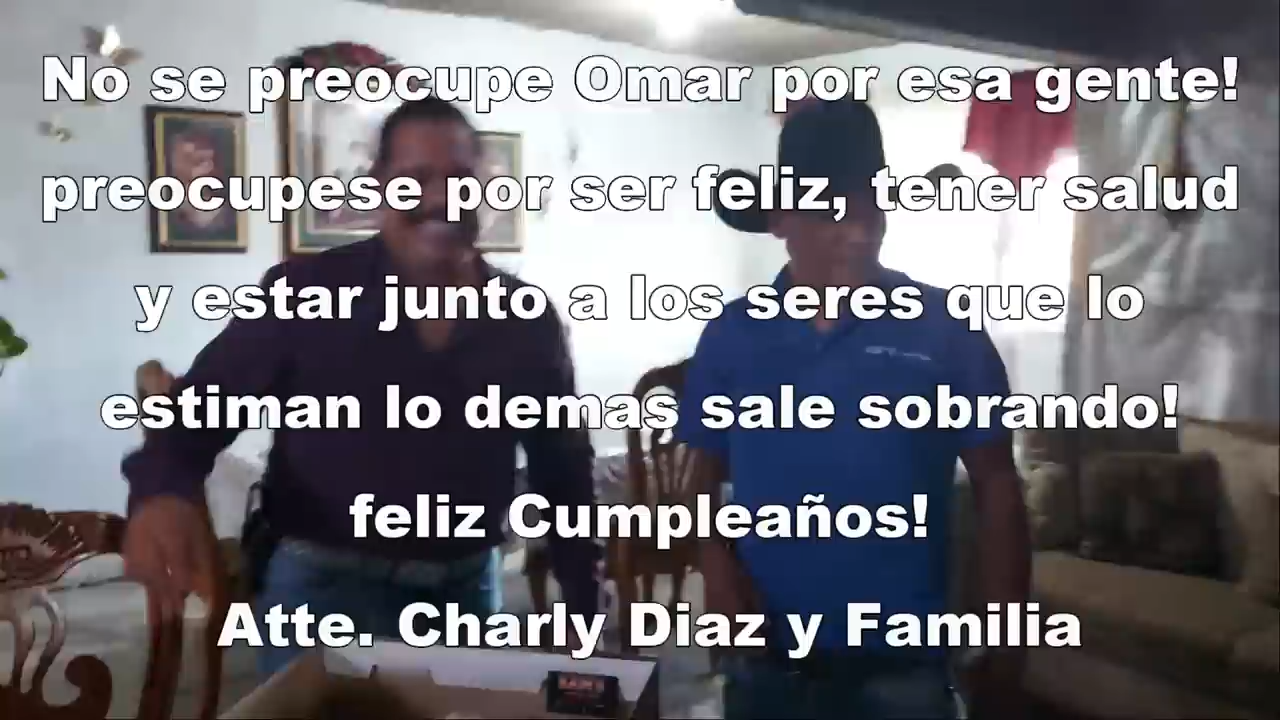 No se preocupe Omar por esa gente!
preocupese por ser feliz, tener salud
y estar junto a los seres que lo
estiman lo demas sale sobrando!
feliz Cumpleaños!
Atte. Charly Diaz y Familia